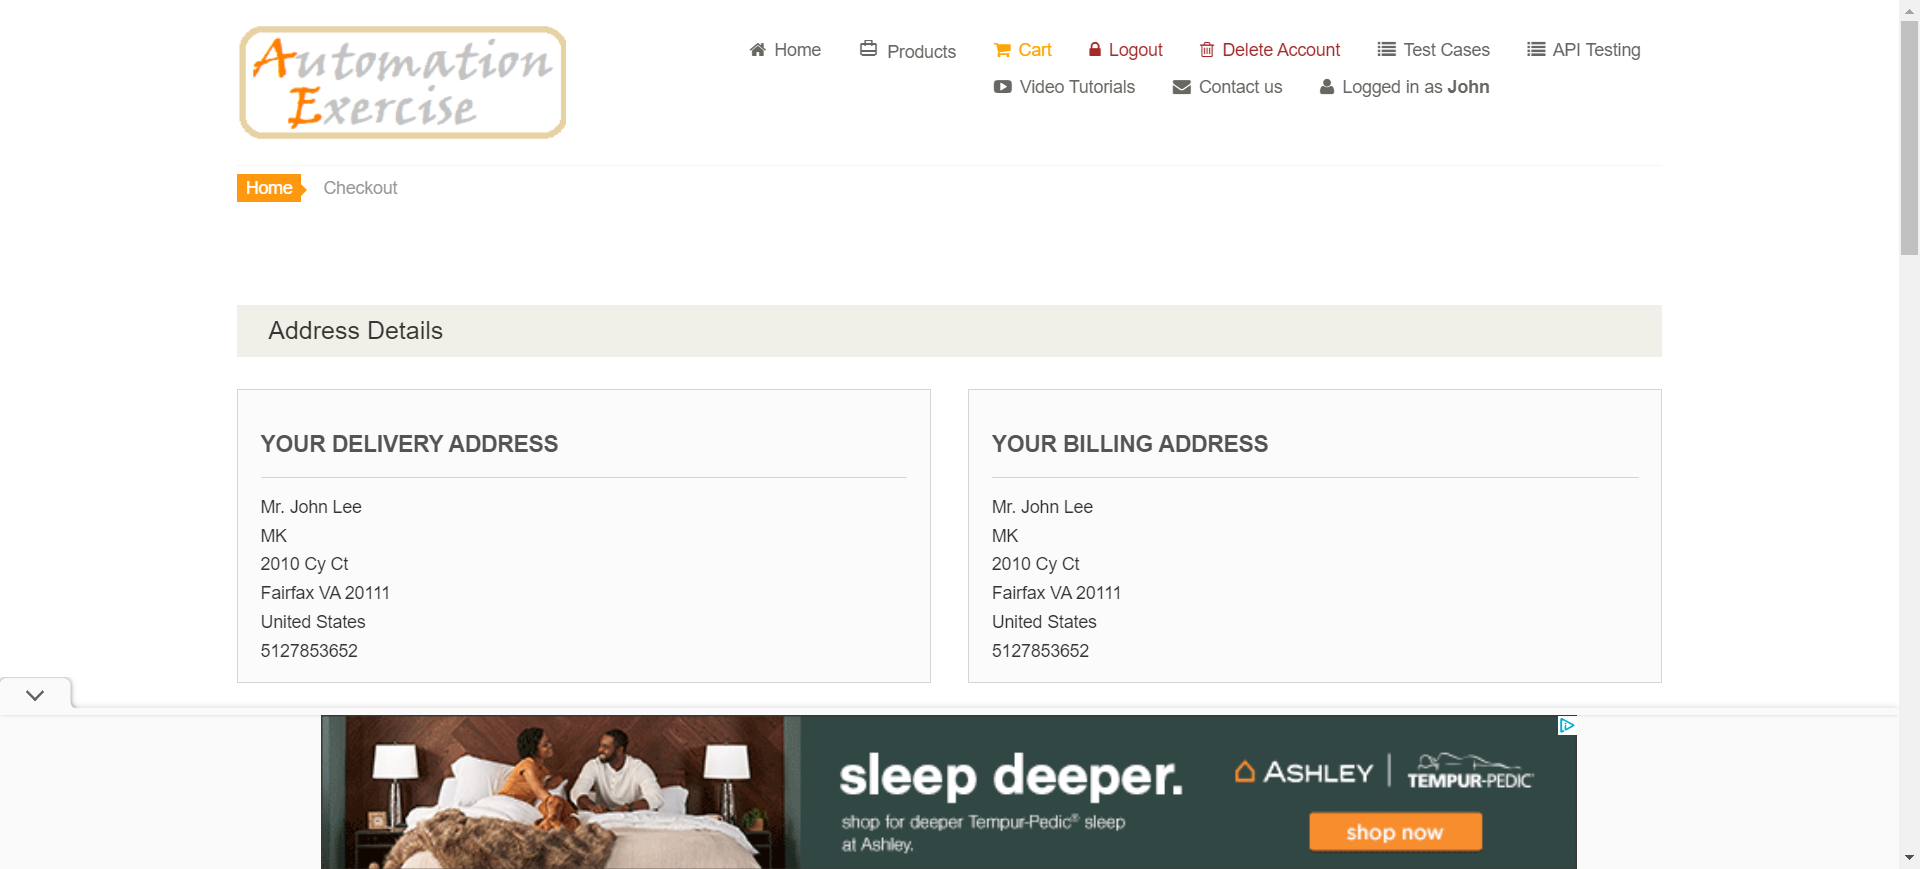 Automation
Exercise
Home
Products
Cart
Logout
Delete Account
Test Cases
API Testing
Video Tutorials
Contact us
Logged in as John
Home
Checkout
Address Details
YOUR DELIVERY ADDRESS
Mr. John Lee
MK
2010 Cy Ct
Fairfax VA 20111
United States
5127853652
YOUR BILLING ADDRESS
Mr. John Lee
MK
2010 Cy Ct
Fairfax VA 20111
United States
5127853652
sleep deeper.
shop for deeper Tempur-Pedic® sleep
at Ashley.
ASHLEY
TEMPUR-PEDIC
shop now